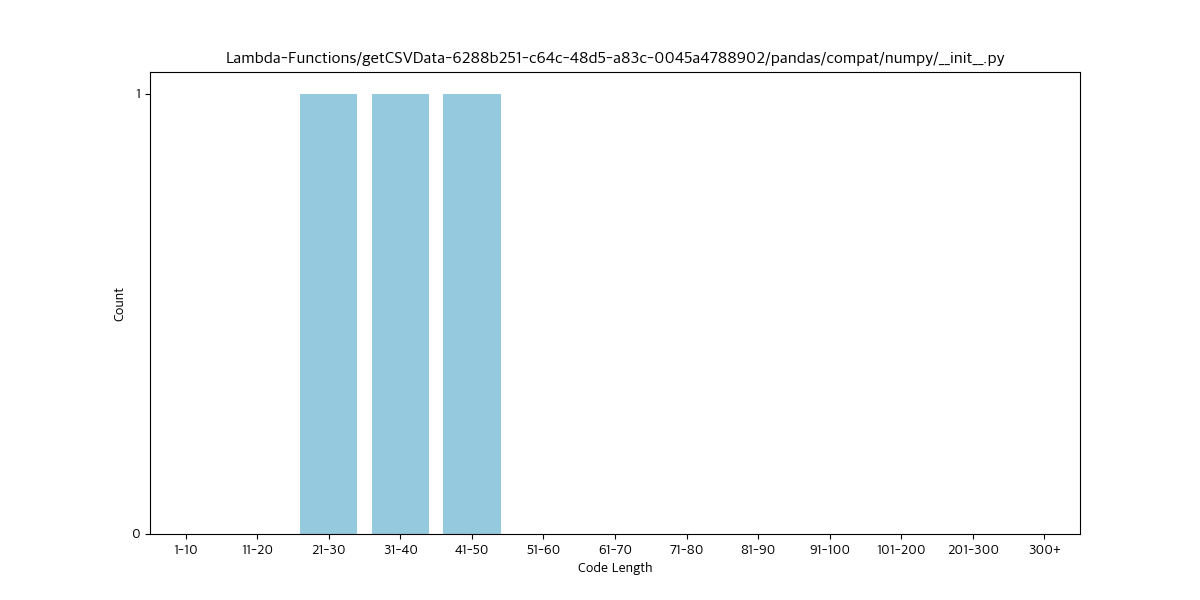 Lambda-Functions/getCSVData-6288b251-c64c-48d5-a83c-0045a4788902/pandas/compat/numpy/__init__.py
1
Count
0
1-10 11-20 21-30 31-40 41-50 51-60 61-70 71-80 81-90 91-100 101-200 201-300 300+
Code Length